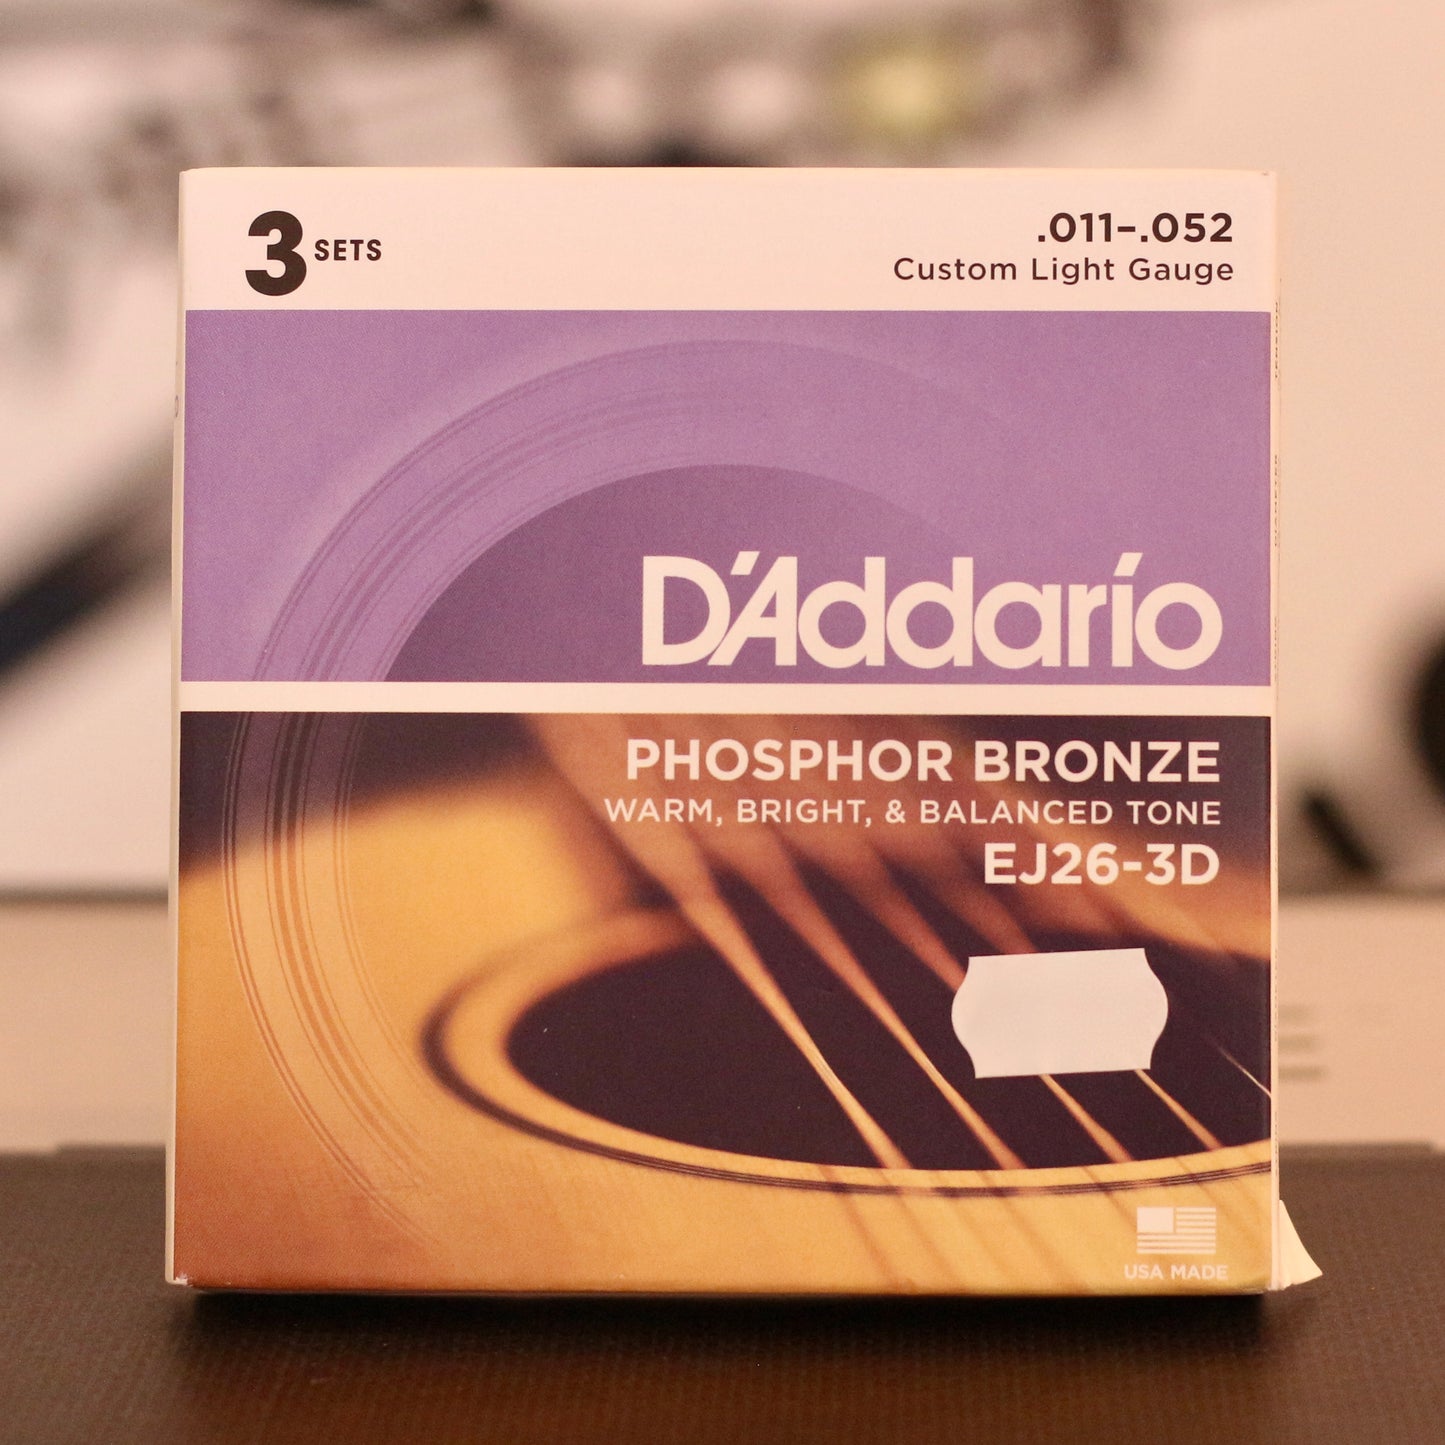 3 SETS
.011–.052
Custom Light Gauge
D'Addario
PHOSPHOR BRONZE
WARM, BRIGHT, & BALANCED TONE
EJ26-3D
USA MADE